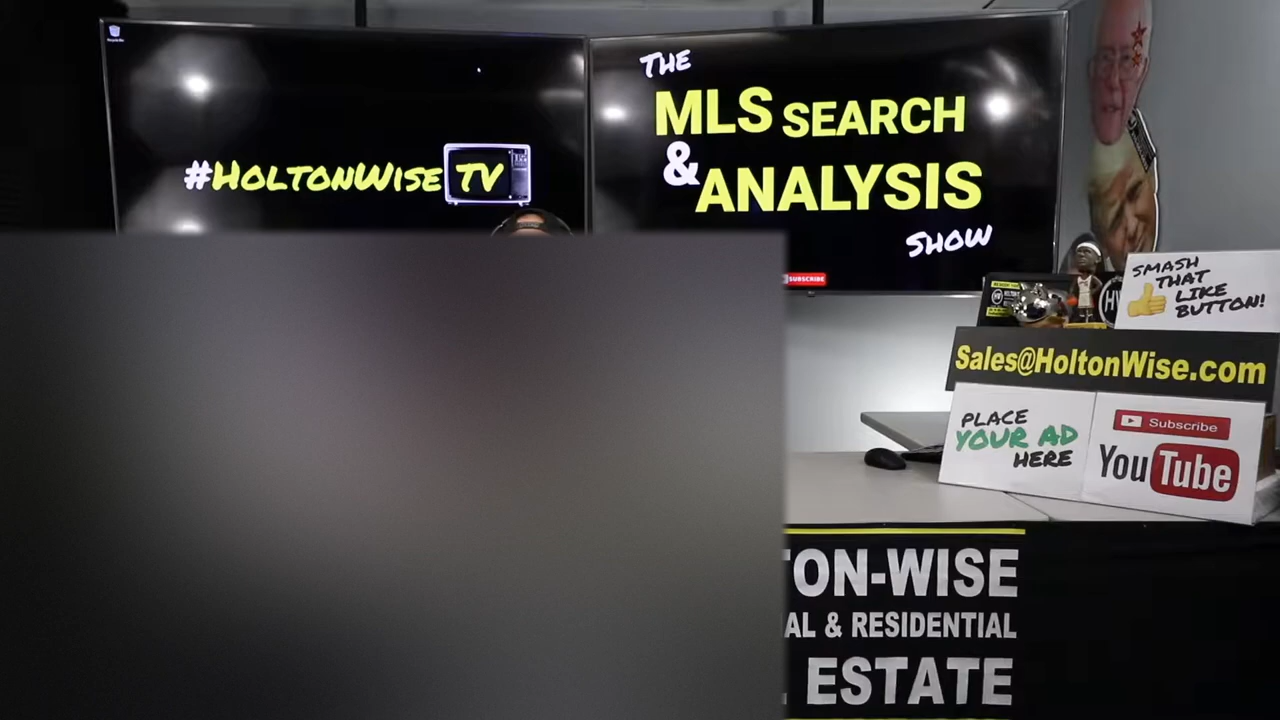 #HOLTONWISE TV
THE
MLS SEARCH
& ANALYSIS
SHOW
SUBSCRIBE
SMASH
THAT
LIKE
BUTTON!
HW
Sales@HoltonWise.com
PLACE
YOUR AD
HERE
Subscribe
YouTube
TON-WISE
AL & RESIDENTIAL
ESTATE